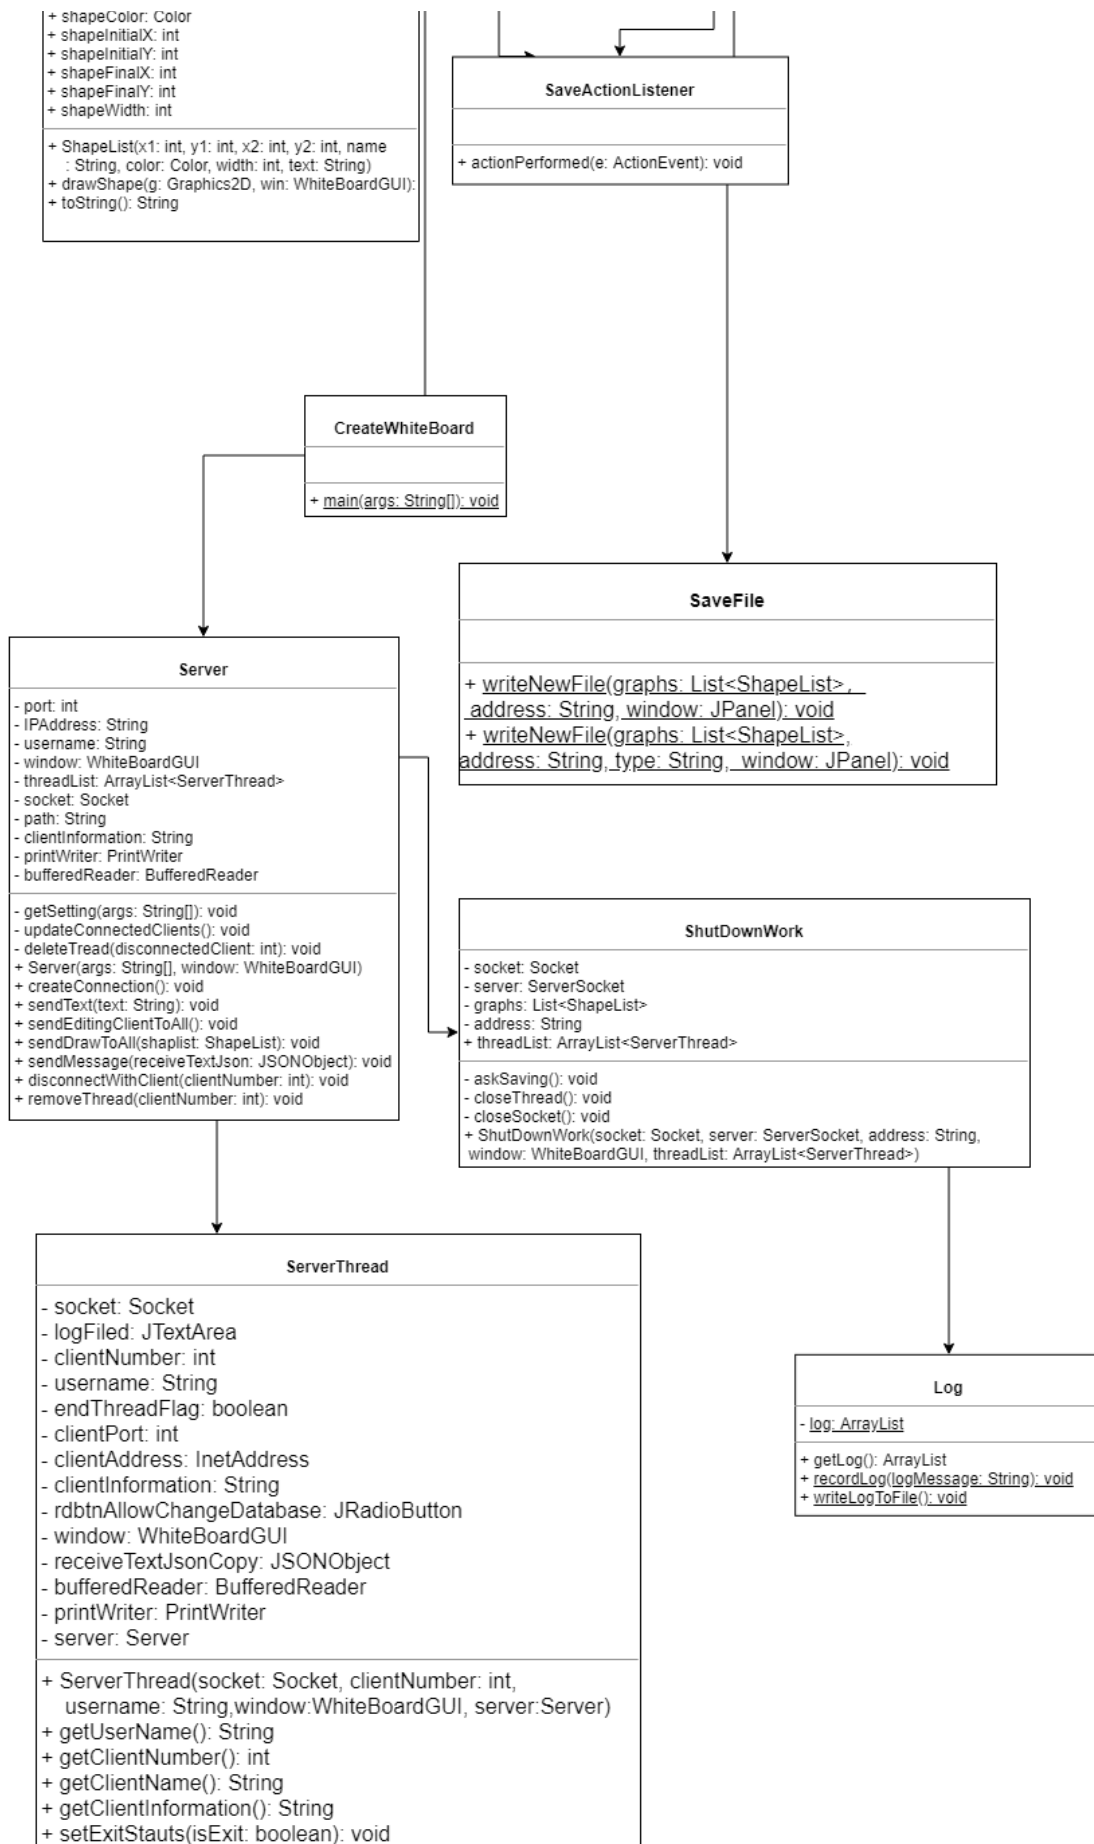 + shapeColor: Color
+ shapeInitialX: int
+ shapeInitialY: int
+ shapeFinalX: int
+ shapeFinalY: int
+ shapeWidth: int
+ ShapeList(x1: int, y1: int, x2: int, y2: int, name
: String, color: Color, width: int, text: String)
+ drawShape(g: Graphics2D, win: WhiteBoardGUI):
+ toString(): String
SaveActionListener
+ actionPerformed(e: ActionEvent): void
CreateWhiteBoard
+ main(args: String[]): void
SaveFile
+ writeNewFile(graphs: List<ShapeList>,
address: String, window: JPanel): void
+ writeNewFile(graphs: List<ShapeList>,
address: String, type: String, window: JPanel): void
Server
- port: int
- IPAddress: String
- username: String
- window: WhiteBoardGUI
- threadList: ArrayList<ServerThread>
- socket: Socket
- path: String
- clientInformation: String
- printWriter: PrintWriter
- bufferedReader: BufferedReader
- getSetting(args: String[]): void
- updateConnectedClients(): void
- deleteTread(disconnectedClient: int): void
+ Server(args: String[], window: WhiteBoardGUI)
+ createConnection(): void
+ sendText(text: String): void
+ sendEditingClientToAll(): void
+ sendDrawToAll(shaplist: ShapeList): void
+ sendMessage(receiveTextJson: JSONObject): void
+ disconnectWithClient(clientNumber: int): void
+ removeThread(clientNumber: int): void
ShutDownWork
- socket: Socket
- server: ServerSocket
- graphs: List<ShapeList>
- address: String
+ threadList: ArrayList<ServerThread>
- askSaving(): void
- closeThread(): void
- closeSocket(): void
+ ShutDownWork(socket: Socket, server: ServerSocket, address: String,
window: WhiteBoardGUI, threadList: ArrayList<ServerThread>)
ServerThread
- socket: Socket
- logFiled: JTextArea
- clientNumber: int
- username: String
- endThreadFlag: boolean
- clientPort: int
- clientAddress: InetAddress
- clientInformation: String
- rdbtnAllowChangeDatabase: JRadioButton
- window: WhiteBoardGUI
- receiveTextJsonCopy: JSONObject
- bufferedReader: BufferedReader
- printWriter: PrintWriter
- server: Server
+ ServerThread(socket: Socket, clientNumber: int,
username: String,window:WhiteBoardGUI, server:Server)
+ getUserName(): String
+ getClientNumber(): int
+ getClientName(): String
+ getClientInformation(): String
+ setExitStauts(isExit: boolean): void
Log
- log: ArrayList
+ getLog(): ArrayList
+ recordLog(logMessage: String): void
+ writeLogToFile(): void